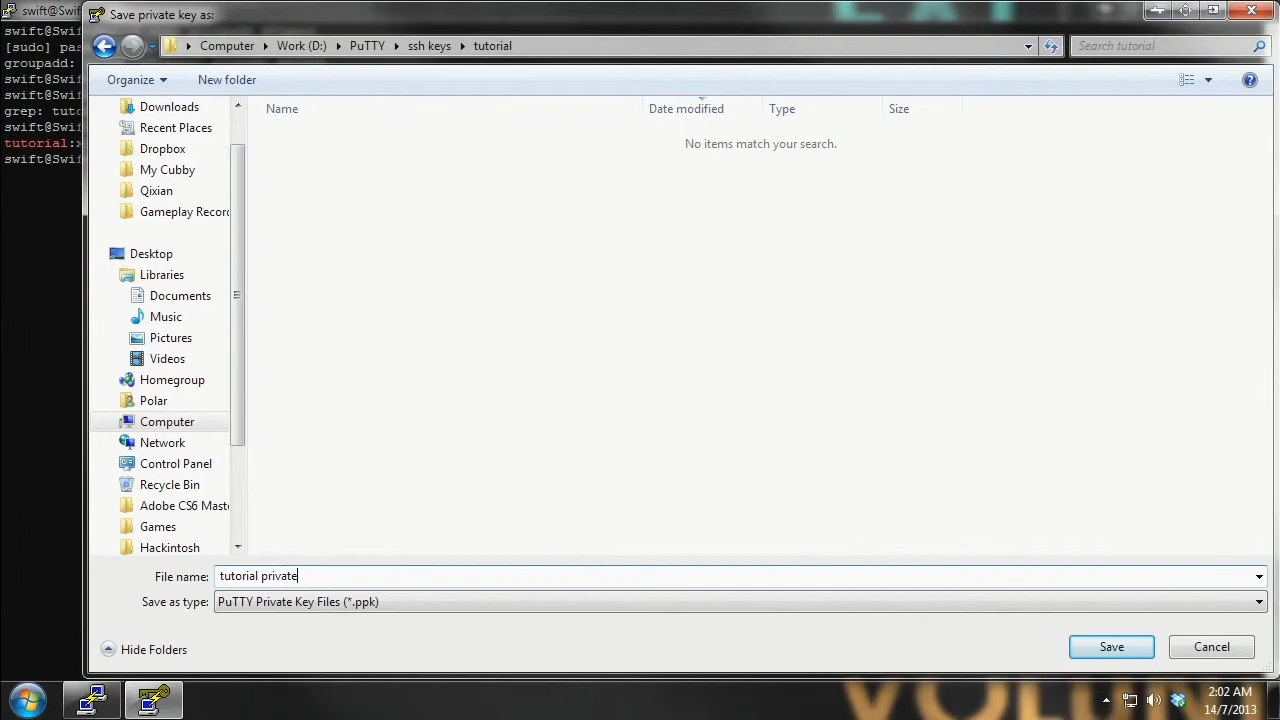 swift@Swif
Save private key as:
swift@Swi
[sudo] pas
groupadd:
swift@Swi
swift@Swi
grep: tuto
swift@Swi
tutorial:x
swift@Swi
Computer
Work (D:)
PuTTY
ssh keys
tutorial
Search tutorial
Organize
New folder
Name
Date modified
Type
Size
No items match your search.
Downloads
Recent Places
Dropbox
My Cubby
Qixian
Gameplay Record
Desktop
Libraries
Documents
Music
Pictures
Videos
Homegroup
Polar
Computer
Network
Control Panel
Recycle Bin
Adobe CS6 Maste
Games
Hackintosh
File name: tutorial private
Save as type: PuTTY Private Key Files (*.ppk)
Hide Folders
Save
Cancel
2:02 AM
14/7/2013